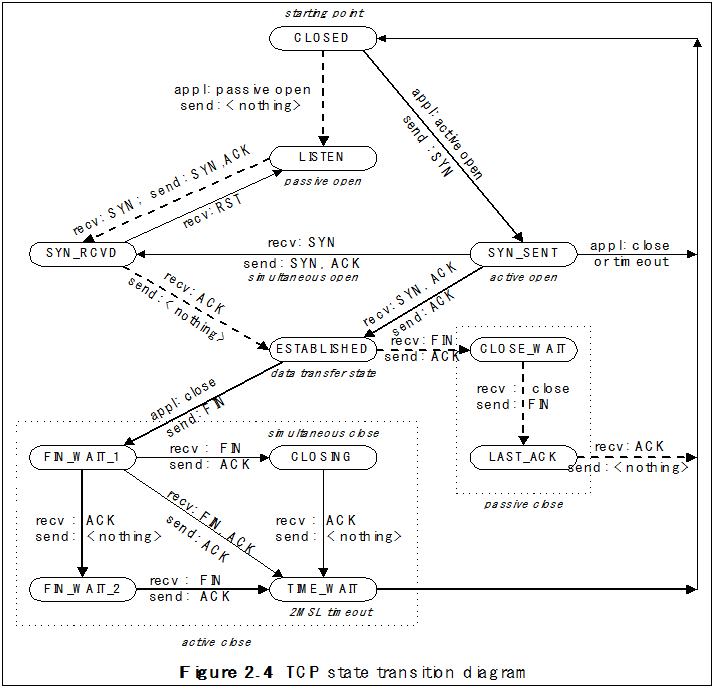 starting point
CLOSED
appl: passive open
send: < nothing>
appl: active open
send : SYN
LISTEN
passive open
recv: SYN ; send: SYN ,ACK
recv: RST
SYN_RCVD
recv: SYN
send: SYN, ACK
simultaneous open
SYN_SENT
active open
appl: close
or timeout
recv: ACK
send: < nothing>
recv: SYN , ACK
send: ACK
ESTABLISHED
data transfer state
recv: FIN
send: ACK
CLOSE_WAIT
appl: close
send: FIN
recv : close
send: FIN
LAST_ACK
recv: ACK
send: < nothing>
passive close
simultaneous close
FIN_WAIT_1
recv : FIN
send: ACK
CLOSING
recv : ACK
send: < nothing>
recv: FIN, ACK
send: ACK
recv : ACK
send: < nothing>
FIN_WAIT_2
recv : FIN
send: ACK
TIME_WAIT
2MSL timeout
active close
Figure 2.4 TCP state transition diagram